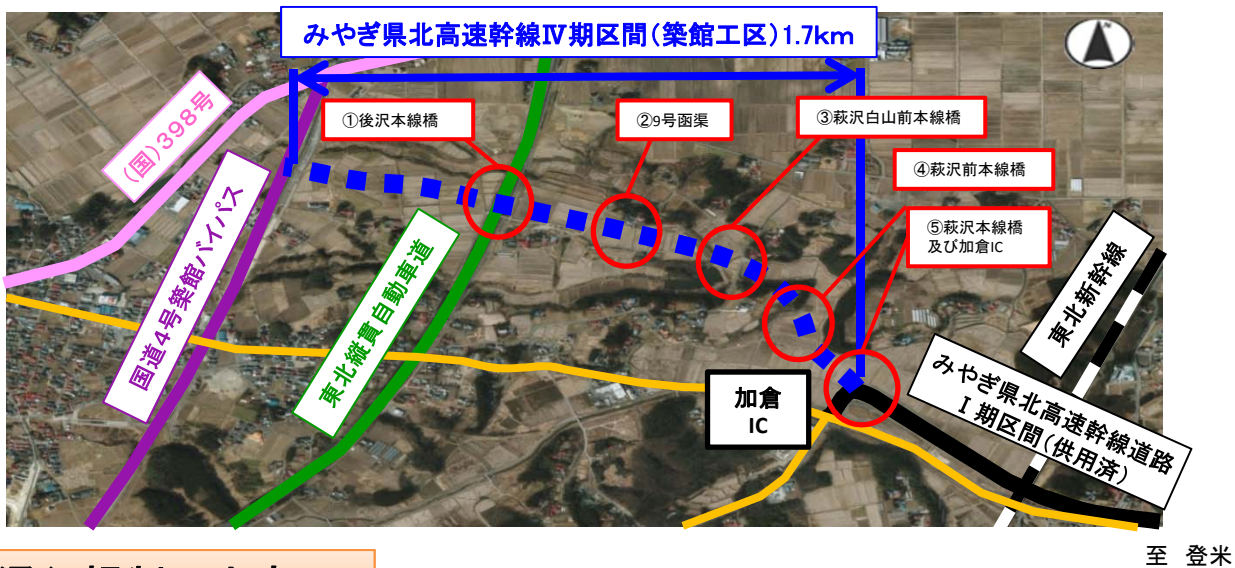 みやぎ県北高速幹線Ⅳ期区間(築館工区)1.7km
(国)398号
①後沢本線橋
②9号函渠
③萩沢白山前本線橋
④萩沢前本線橋
⑤萩沢本線橋
及び加倉IC
国道4号築館バイパス
東北縦貫自動車道
東北新幹線
加倉
IC
みやぎ県北高速幹線道路
Ⅰ期区間(供用済)
至 登米